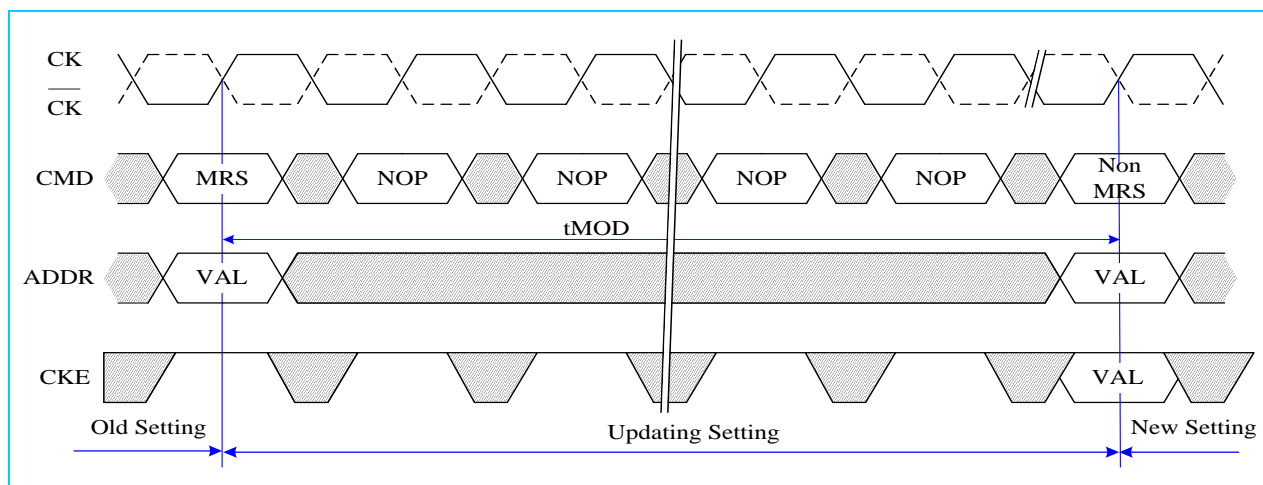 CK
CK
CMD MRS NOP NOP NOP NOP Non MRS
tMOD
ADDR VAL VAL
CKE VAL
Old Setting Updating Setting New Setting